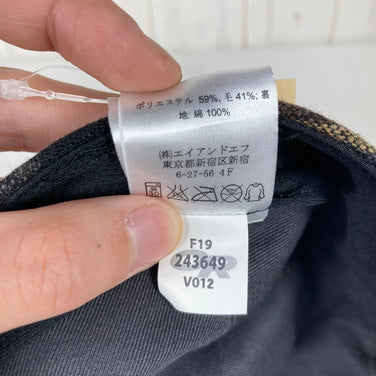 ポリエステル 59%, 毛 41%; 裏
地: 綿 100%
(株)エイアンドエフ
東京都新宿区新宿
6-27-56 4F
F19
243649
V012